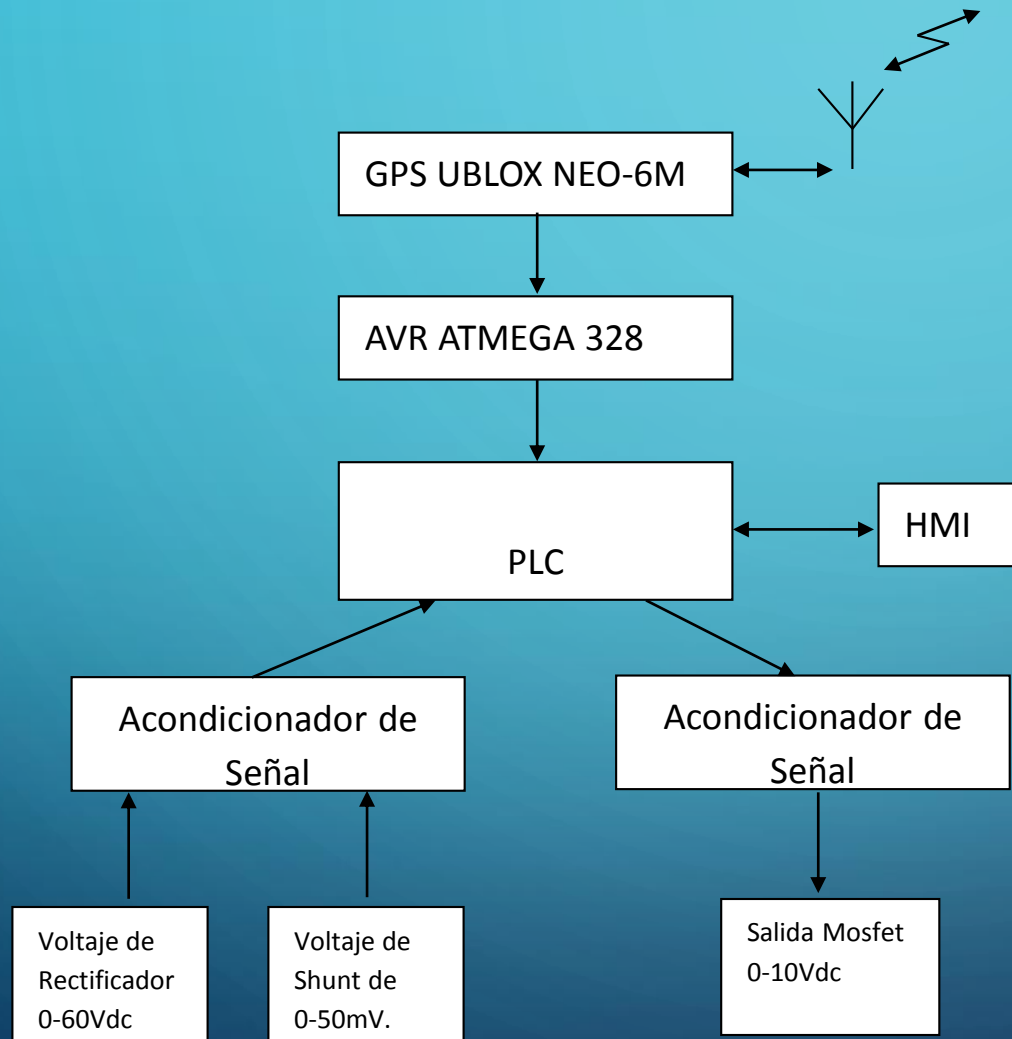 GPS UBLOX NEO-6M
AVR ATMEGA 328
PLC
HMI
Acondicionador de
Señal
Acondicionador de
Señal
Voltaje de
Rectificador
0-60Vdc
Voltaje de
Shunt de
0-50mV.
Salida Mosfet
0-10Vdc